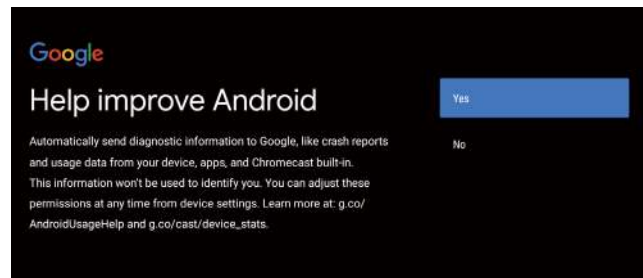 Google
Help improve Android
Yes
Automatically send diagnostic information to Google, like crash reports
and usage data from your device, apps, and Chromecast built-in.
No
This information won't be used to identify you. You can adjust these
permissions at any time from device settings. Learn more at: g.co/
AndroidUsageHelp and g.co/cast/device_stats.